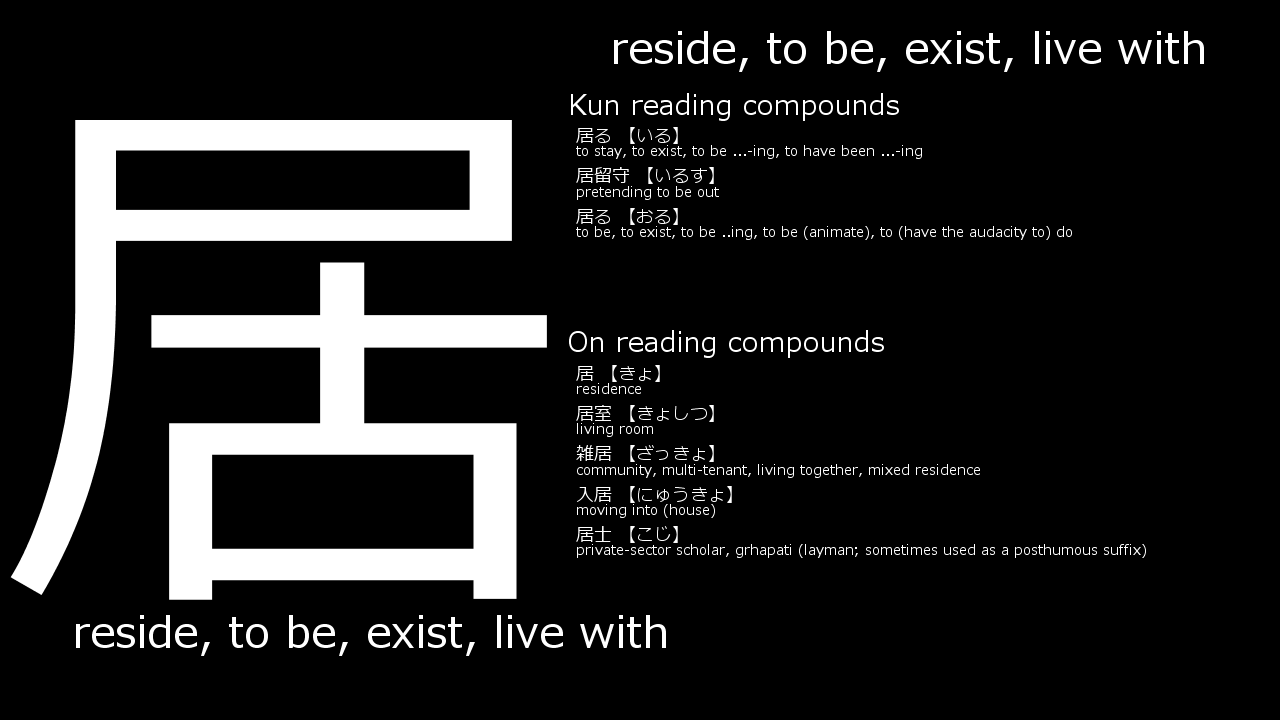 居
reside, to be, exist, live with
reside, to be, exist, live with
Kun reading compounds
居る 【いる】
to stay, to exist, to be ...-ing, to have been ...-ing
居留守 【いるす】
pretending to be out
居る 【おる】
to be, to exist, to be ..ing, to be (animate), to (have the audacity to) do
On reading compounds
居 【きょ】
residence
居室 【きょしつ】
living room
雑居 【ざっきょ】
community, multi-tenant, living together, mixed residence
入居 【にゅうきょ】
moving into (house)
居士 【こじ】
private-sector scholar, grhapati (layman; sometimes used as a posthumous suffix)